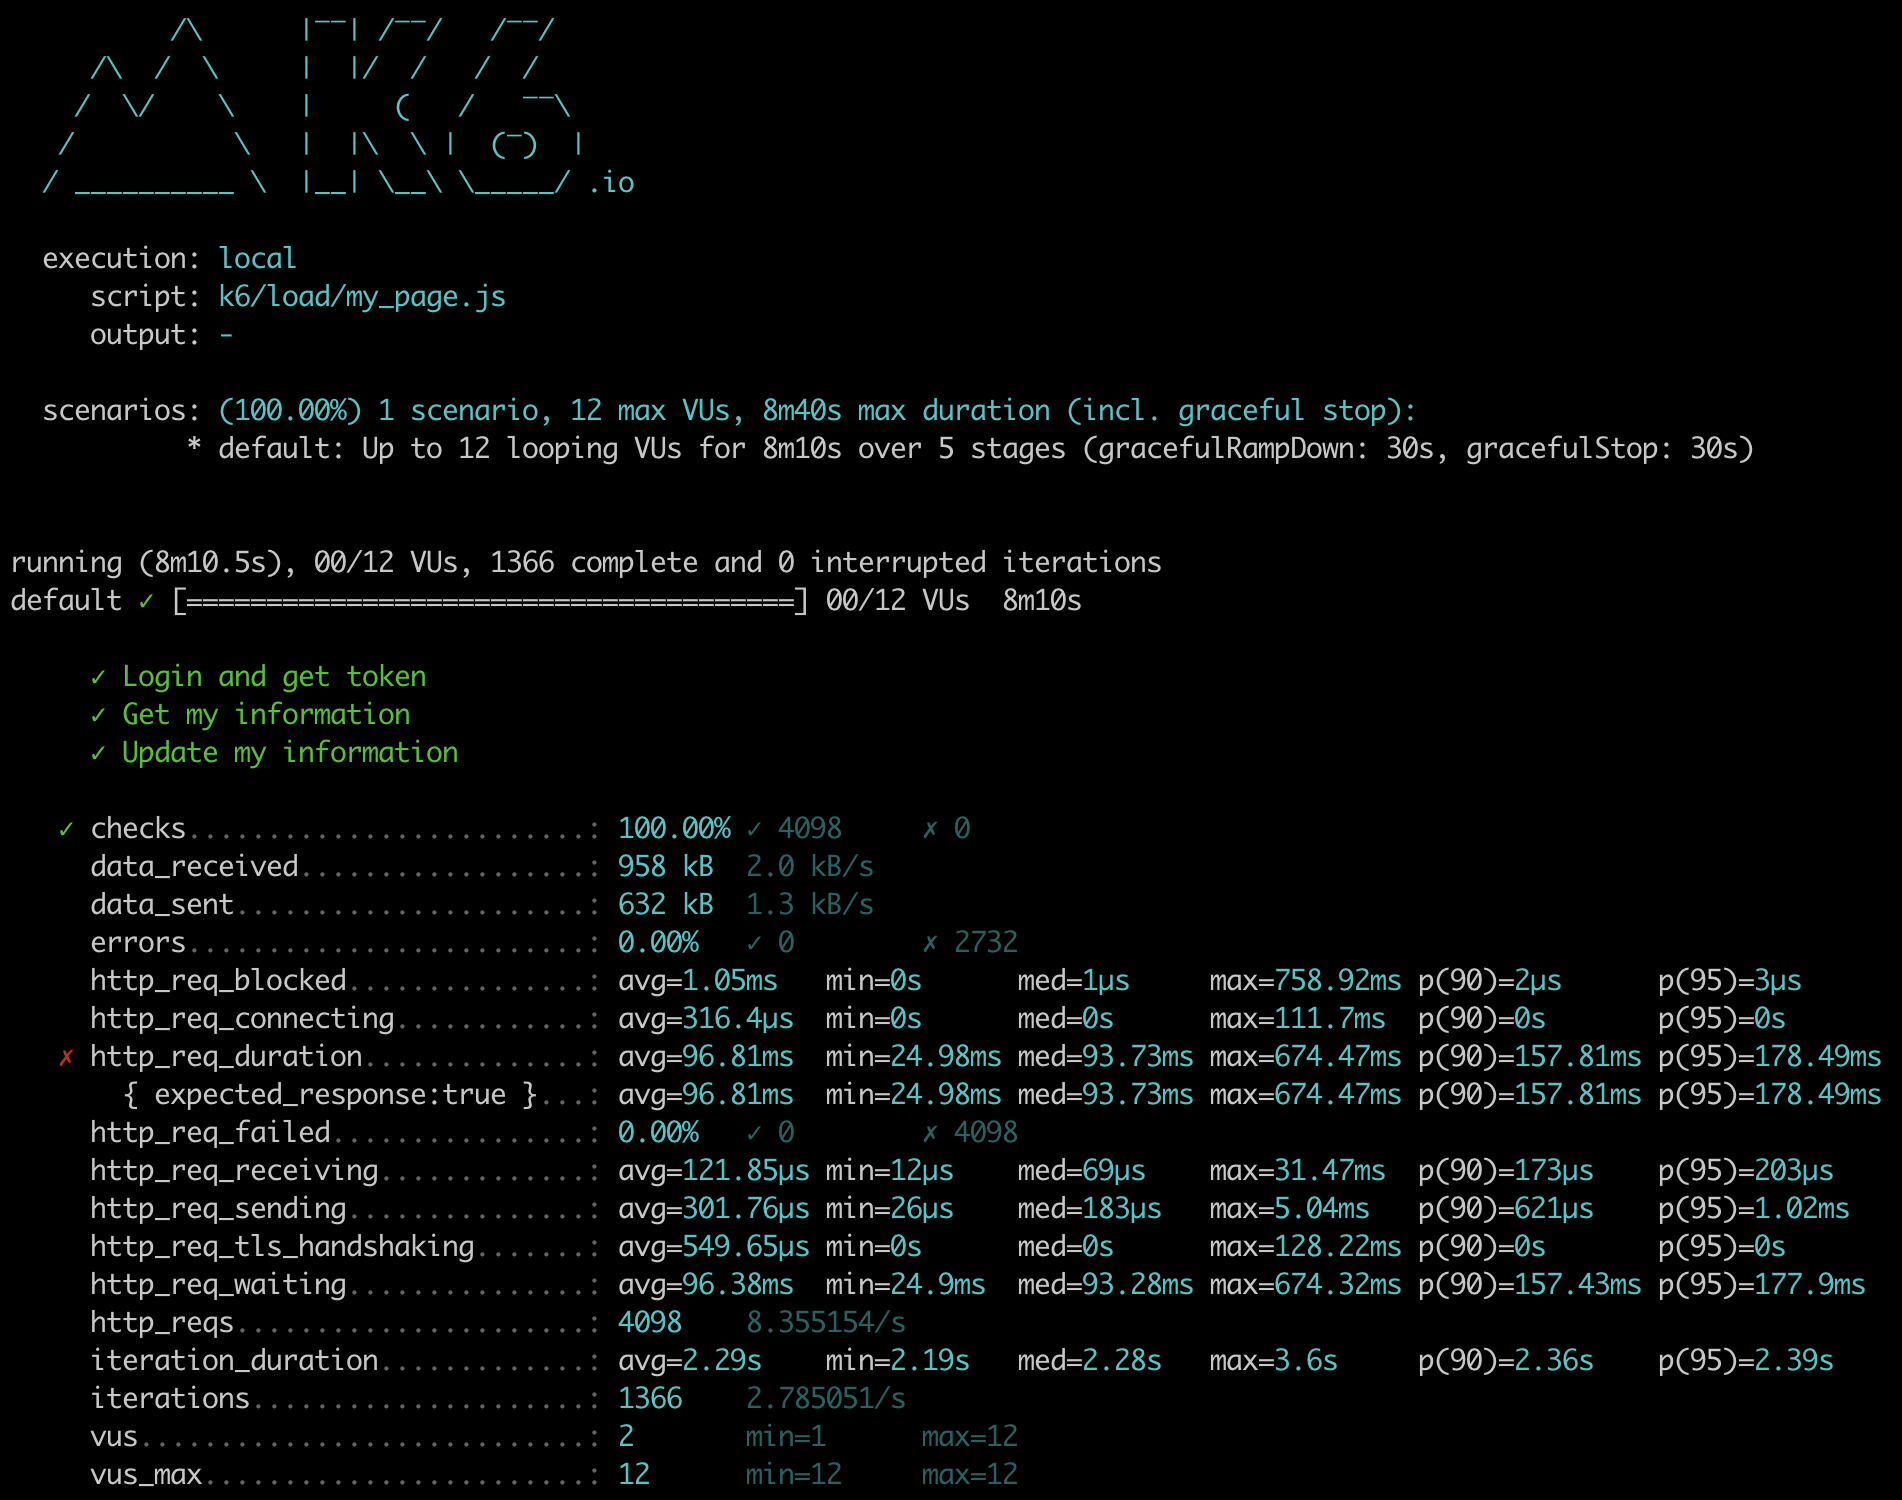 /\      |‾‾| /‾‾/   /‾‾/
     /\  /  \     |  |/  /   /  /
    /  \/    \    |     (   /   ‾‾\
   /          \   |  |\  \ |  (‾)  |
  / __________ \  |__| \__\ \_____/ .io

  execution: local
     script: k6/load/my_page.js
     output: -

  scenarios: (100.00%) 1 scenario, 12 max VUs, 8m40s max duration (incl. graceful stop):
           * default: Up to 12 looping VUs for 8m10s over 5 stages (gracefulRampDown: 30s, gracefulStop: 30s)


running (8m10.5s), 00/12 VUs, 1366 complete and 0 interrupted iterations
default ✓ [======================================] 00/12 VUs  8m10s

     ✓ Login and get token
     ✓ Get my information
     ✓ Update my information

   ✓ checks.........................: 100.00% ✓ 4098     ✗ 0
     data_received..................: 958 kB  2.0 kB/s
     data_sent......................: 632 kB  1.3 kB/s
     errors.........................: 0.00%   ✓ 0        ✗ 2732
     http_req_blocked...............: avg=1.05ms   min=0s      med=1µs     max=758.92ms p(90)=2µs      p(95)=3µs
     http_req_connecting............: avg=316.4µs  min=0s      med=0s      max=111.7ms  p(90)=0s       p(95)=0s
   ✗ http_req_duration..............: avg=96.81ms  min=24.98ms med=93.73ms max=674.47ms p(90)=157.81ms p(95)=178.49ms
       { expected_response:true }...: avg=96.81ms  min=24.98ms med=93.73ms max=674.47ms p(90)=157.81ms p(95)=178.49ms
     http_req_failed................: 0.00%   ✓ 0        ✗ 4098
     http_req_receiving.............: avg=121.85µs min=12µs    med=69µs    max=31.47ms  p(90)=173µs    p(95)=203µs
     http_req_sending...............: avg=301.76µs min=26µs    med=183µs   max=5.04ms   p(90)=621µs    p(95)=1.02ms
     http_req_tls_handshaking.......: avg=549.65µs min=0s      med=0s      max=128.22ms p(90)=0s       p(95)=0s
     http_req_waiting...............: avg=96.38ms  min=24.9ms  med=93.28ms max=674.32ms p(90)=157.43ms p(95)=177.9ms
     http_reqs......................: 4098    8.355154/s
     iteration_duration.............: avg=2.29s    min=2.19s   med=2.28s   max=3.6s     p(90)=2.36s    p(95)=2.39s
     iterations.....................: 1366    2.785051/s
     vus............................: 2       min=1      max=12
     vus_max........................: 12      min=12     max=12